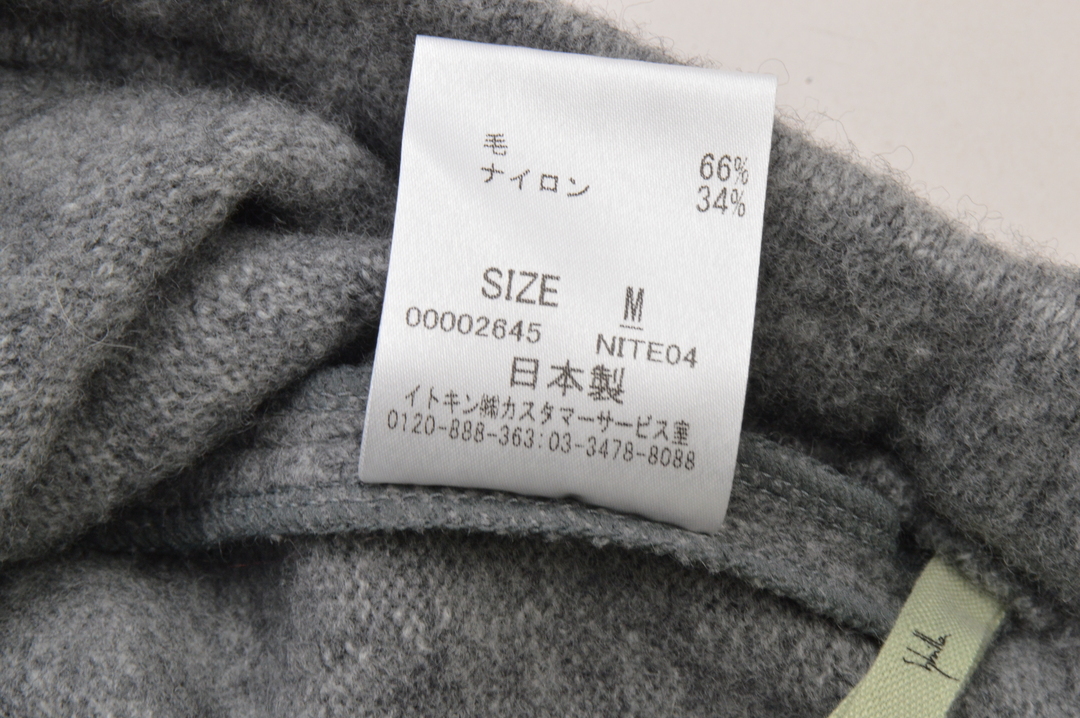 毛 66%
ナイロン 34%
SIZE M
00002645 NITE04
日本製
イトキン㈱カスタマーサービス室
0120-888-363:03-3478-8088
Sybilla